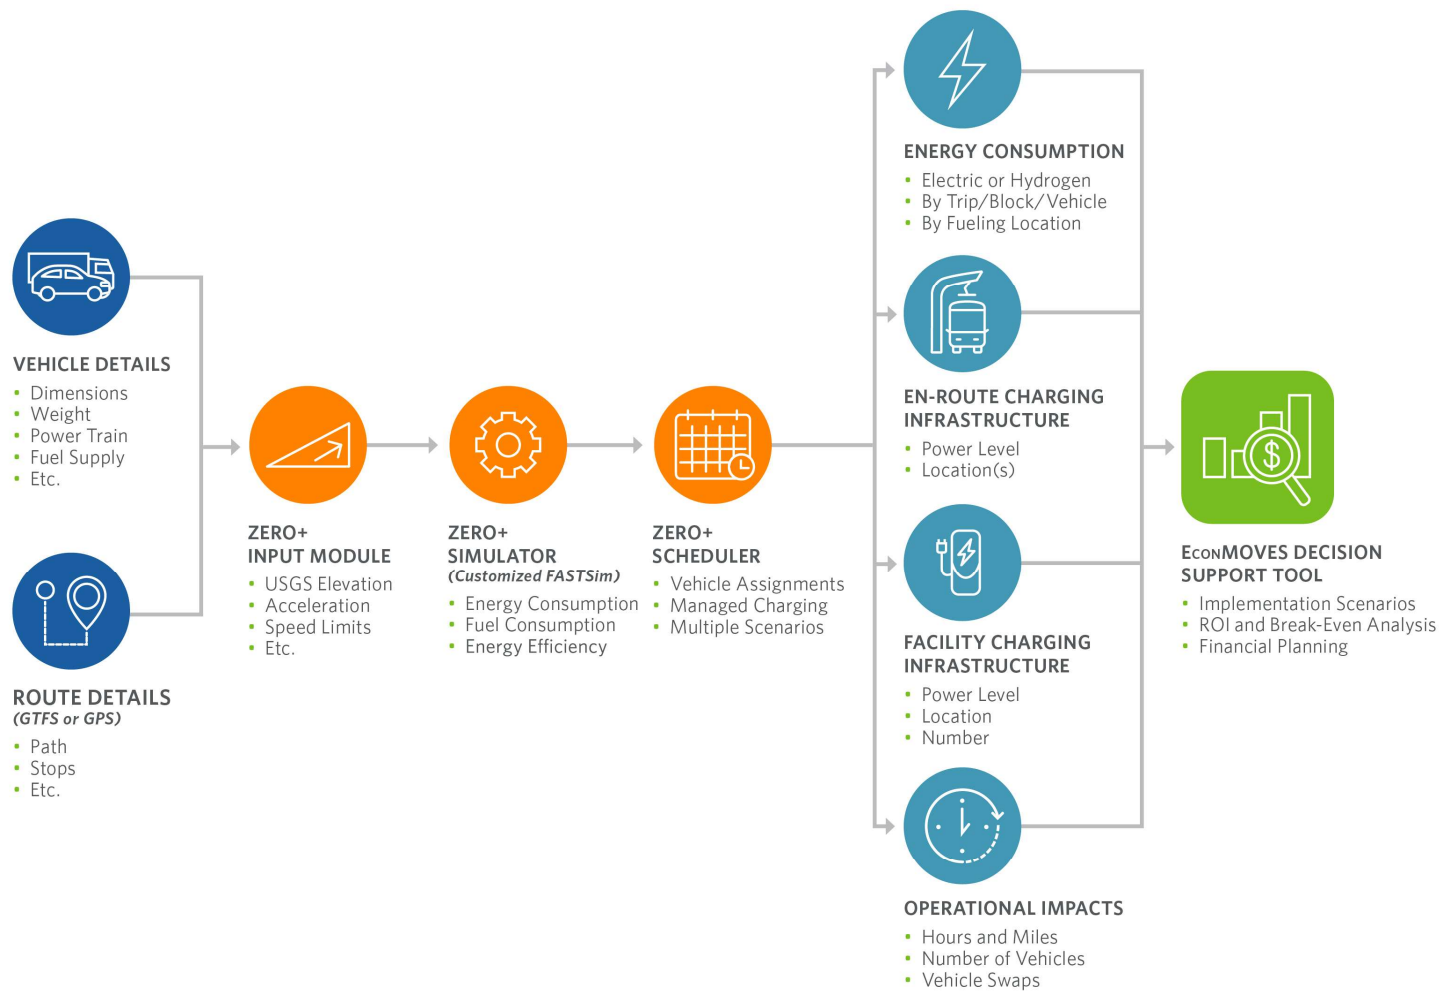 VEHICLE DETAILS
• Dimensions
• Weight
• Power Train
• Fuel Supply
• Etc.
ROUTE DETAILS
(GTFS or GPS)
• Path
• Stops
• Etc.
ZERO+
INPUT MODULE
• USGS Elevation
• Acceleration
• Speed Limits
• Etc.
ZERO+
SIMULATOR
(Customized FASTSim)
• Energy Consumption
• Fuel Consumption
• Energy Efficiency
ZERO+
SCHEDULER
• Vehicle Assignments
• Managed Charging
• Multiple Scenarios
ENERGY CONSUMPTION
• Electric or Hydrogen
• By Trip/Block/Vehicle
• By Fueling Location
EN-ROUTE CHARGING
INFRASTRUCTURE
• Power Level
• Location(s)
FACILITY CHARGING
INFRASTRUCTURE
• Power Level
• Location
• Number
OPERATIONAL IMPACTS
• Hours and Miles
• Number of Vehicles
• Vehicle Swaps
$
EconMOVES DECISION
SUPPORT TOOL
• Implementation Scenarios
• ROI and Break-Even Analysis
• Financial Planning